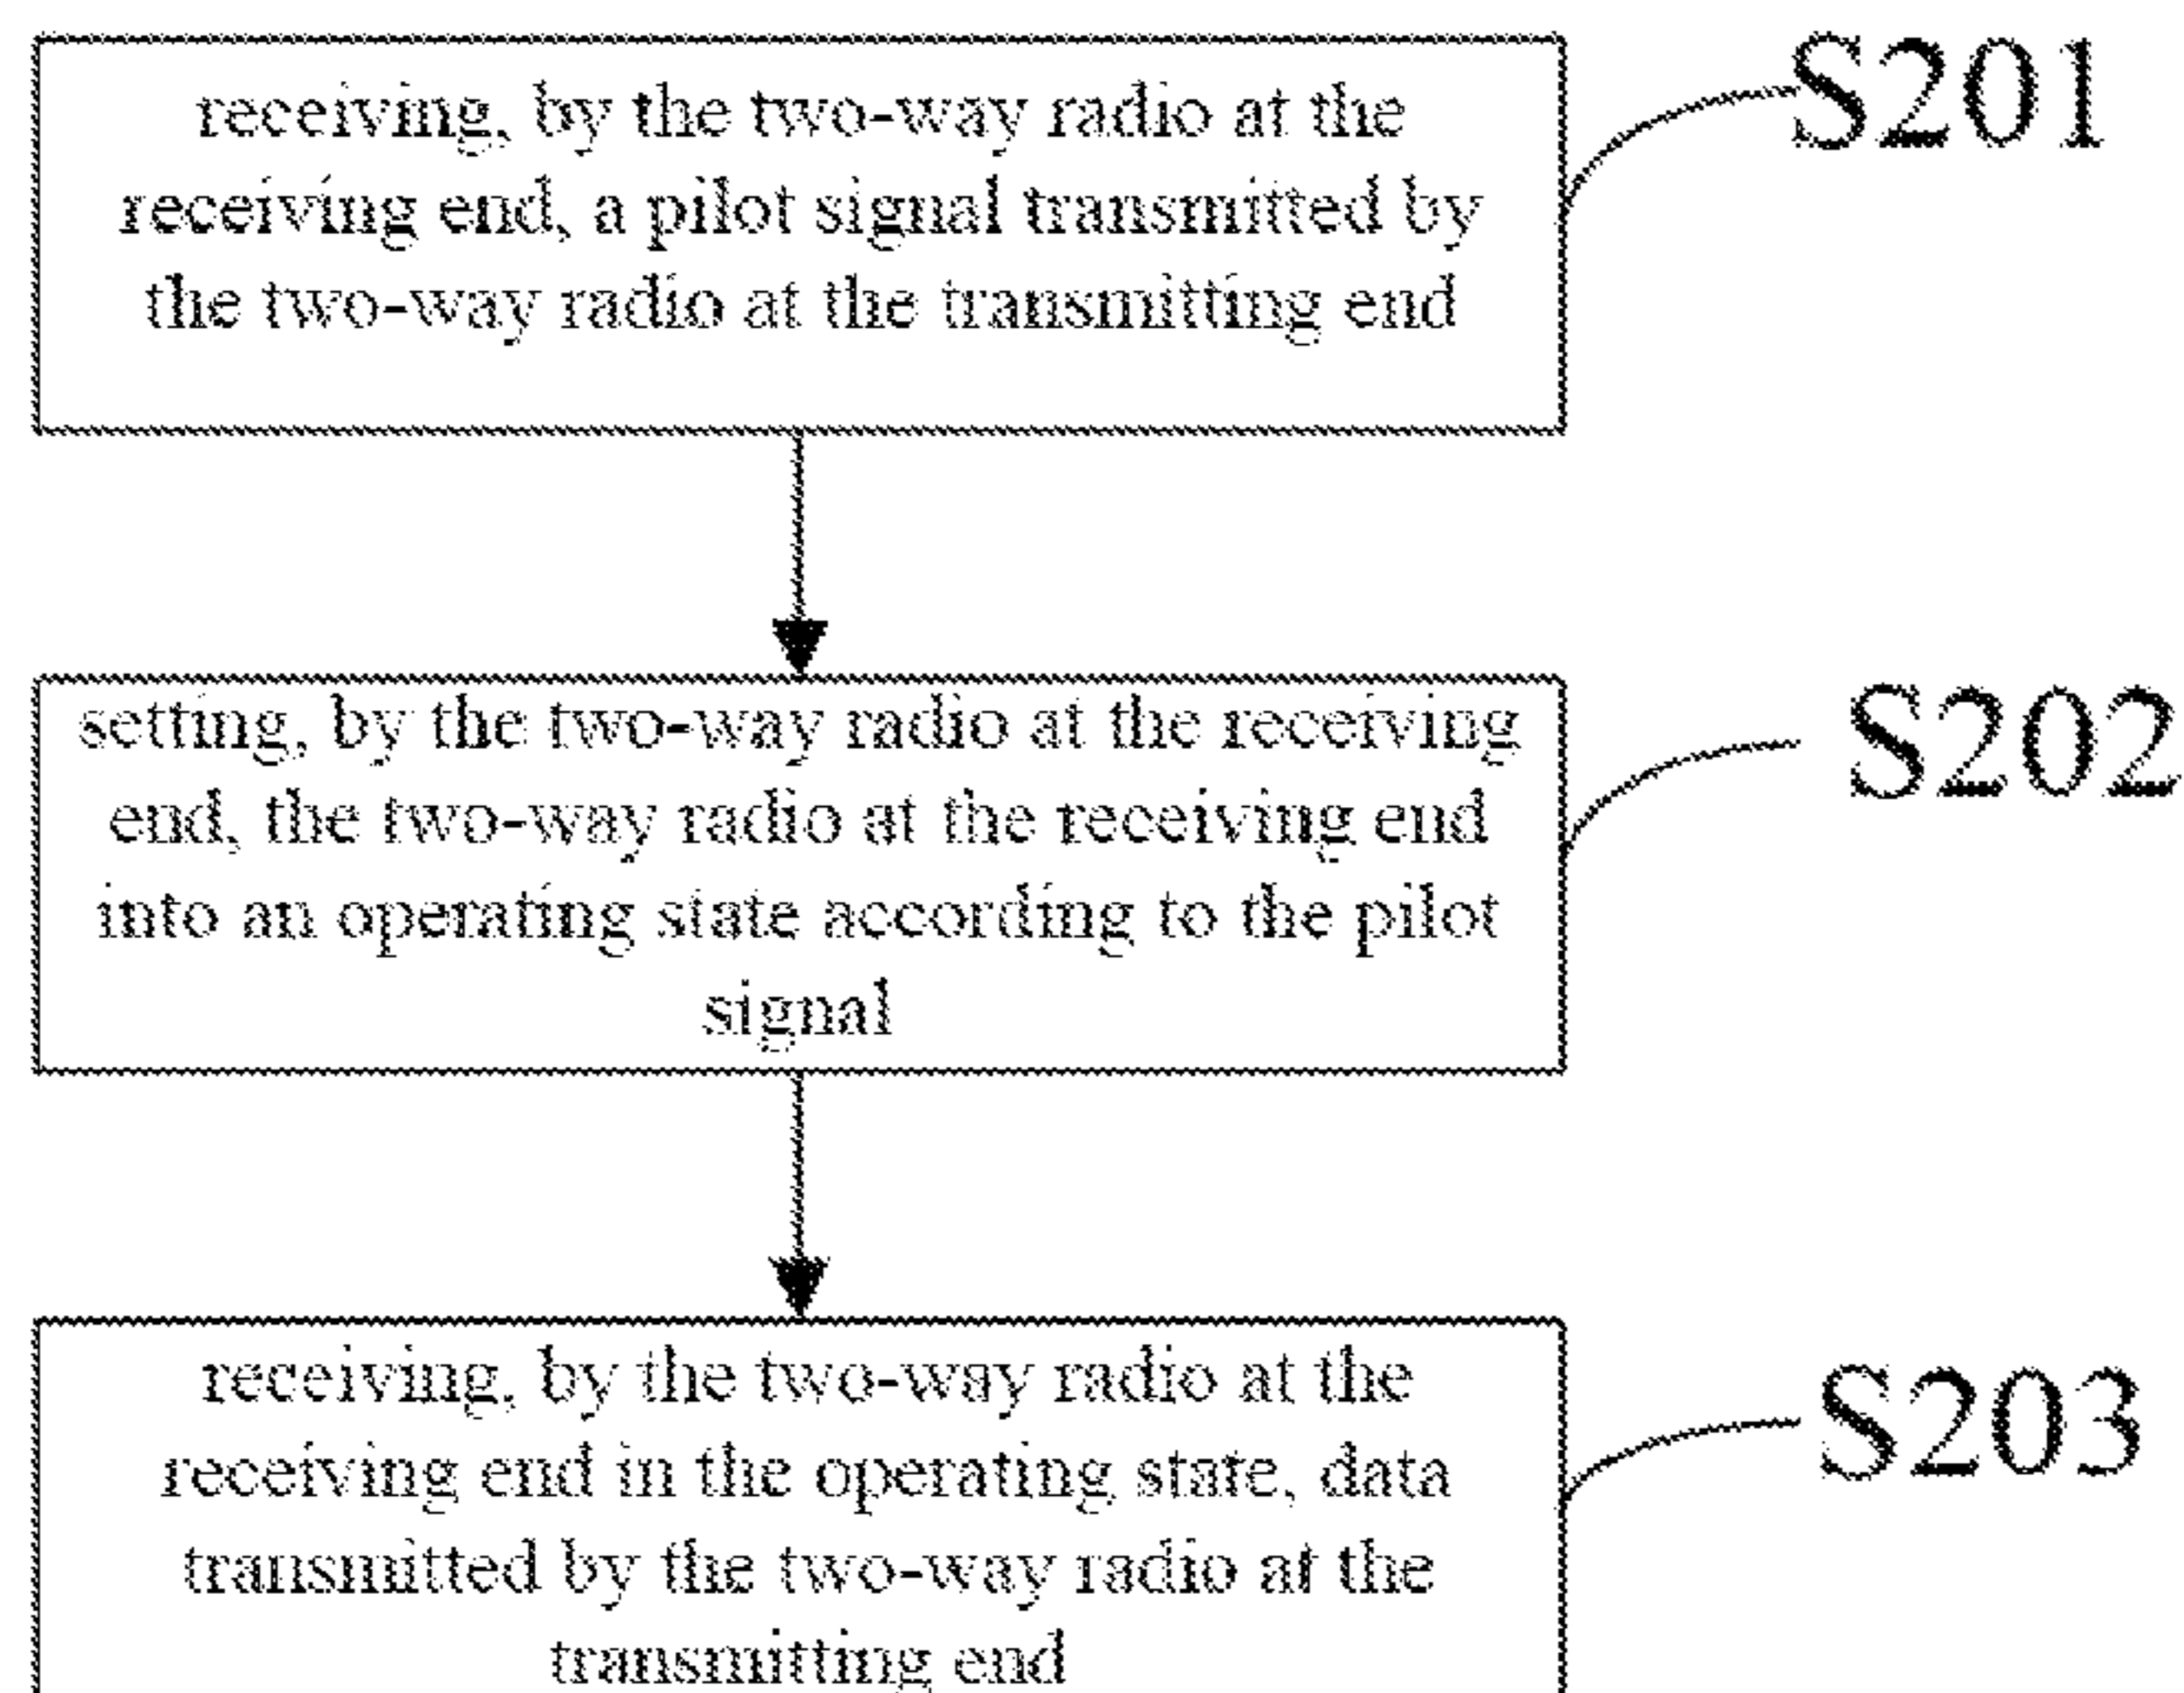 receiving, by the two-way radio at the
receiving end, a pilot signal transmitted by
the two-way radio at the transmitting end
S201
setting, by the two-way radio at the receiving
end, the two-way radio at the receiving end
into an operating state according to the pilot
signal
S202
receiving, by the two-way radio at the
receiving end in the operating state, data
transmitted by the two-way radio at the
transmitting end
S203